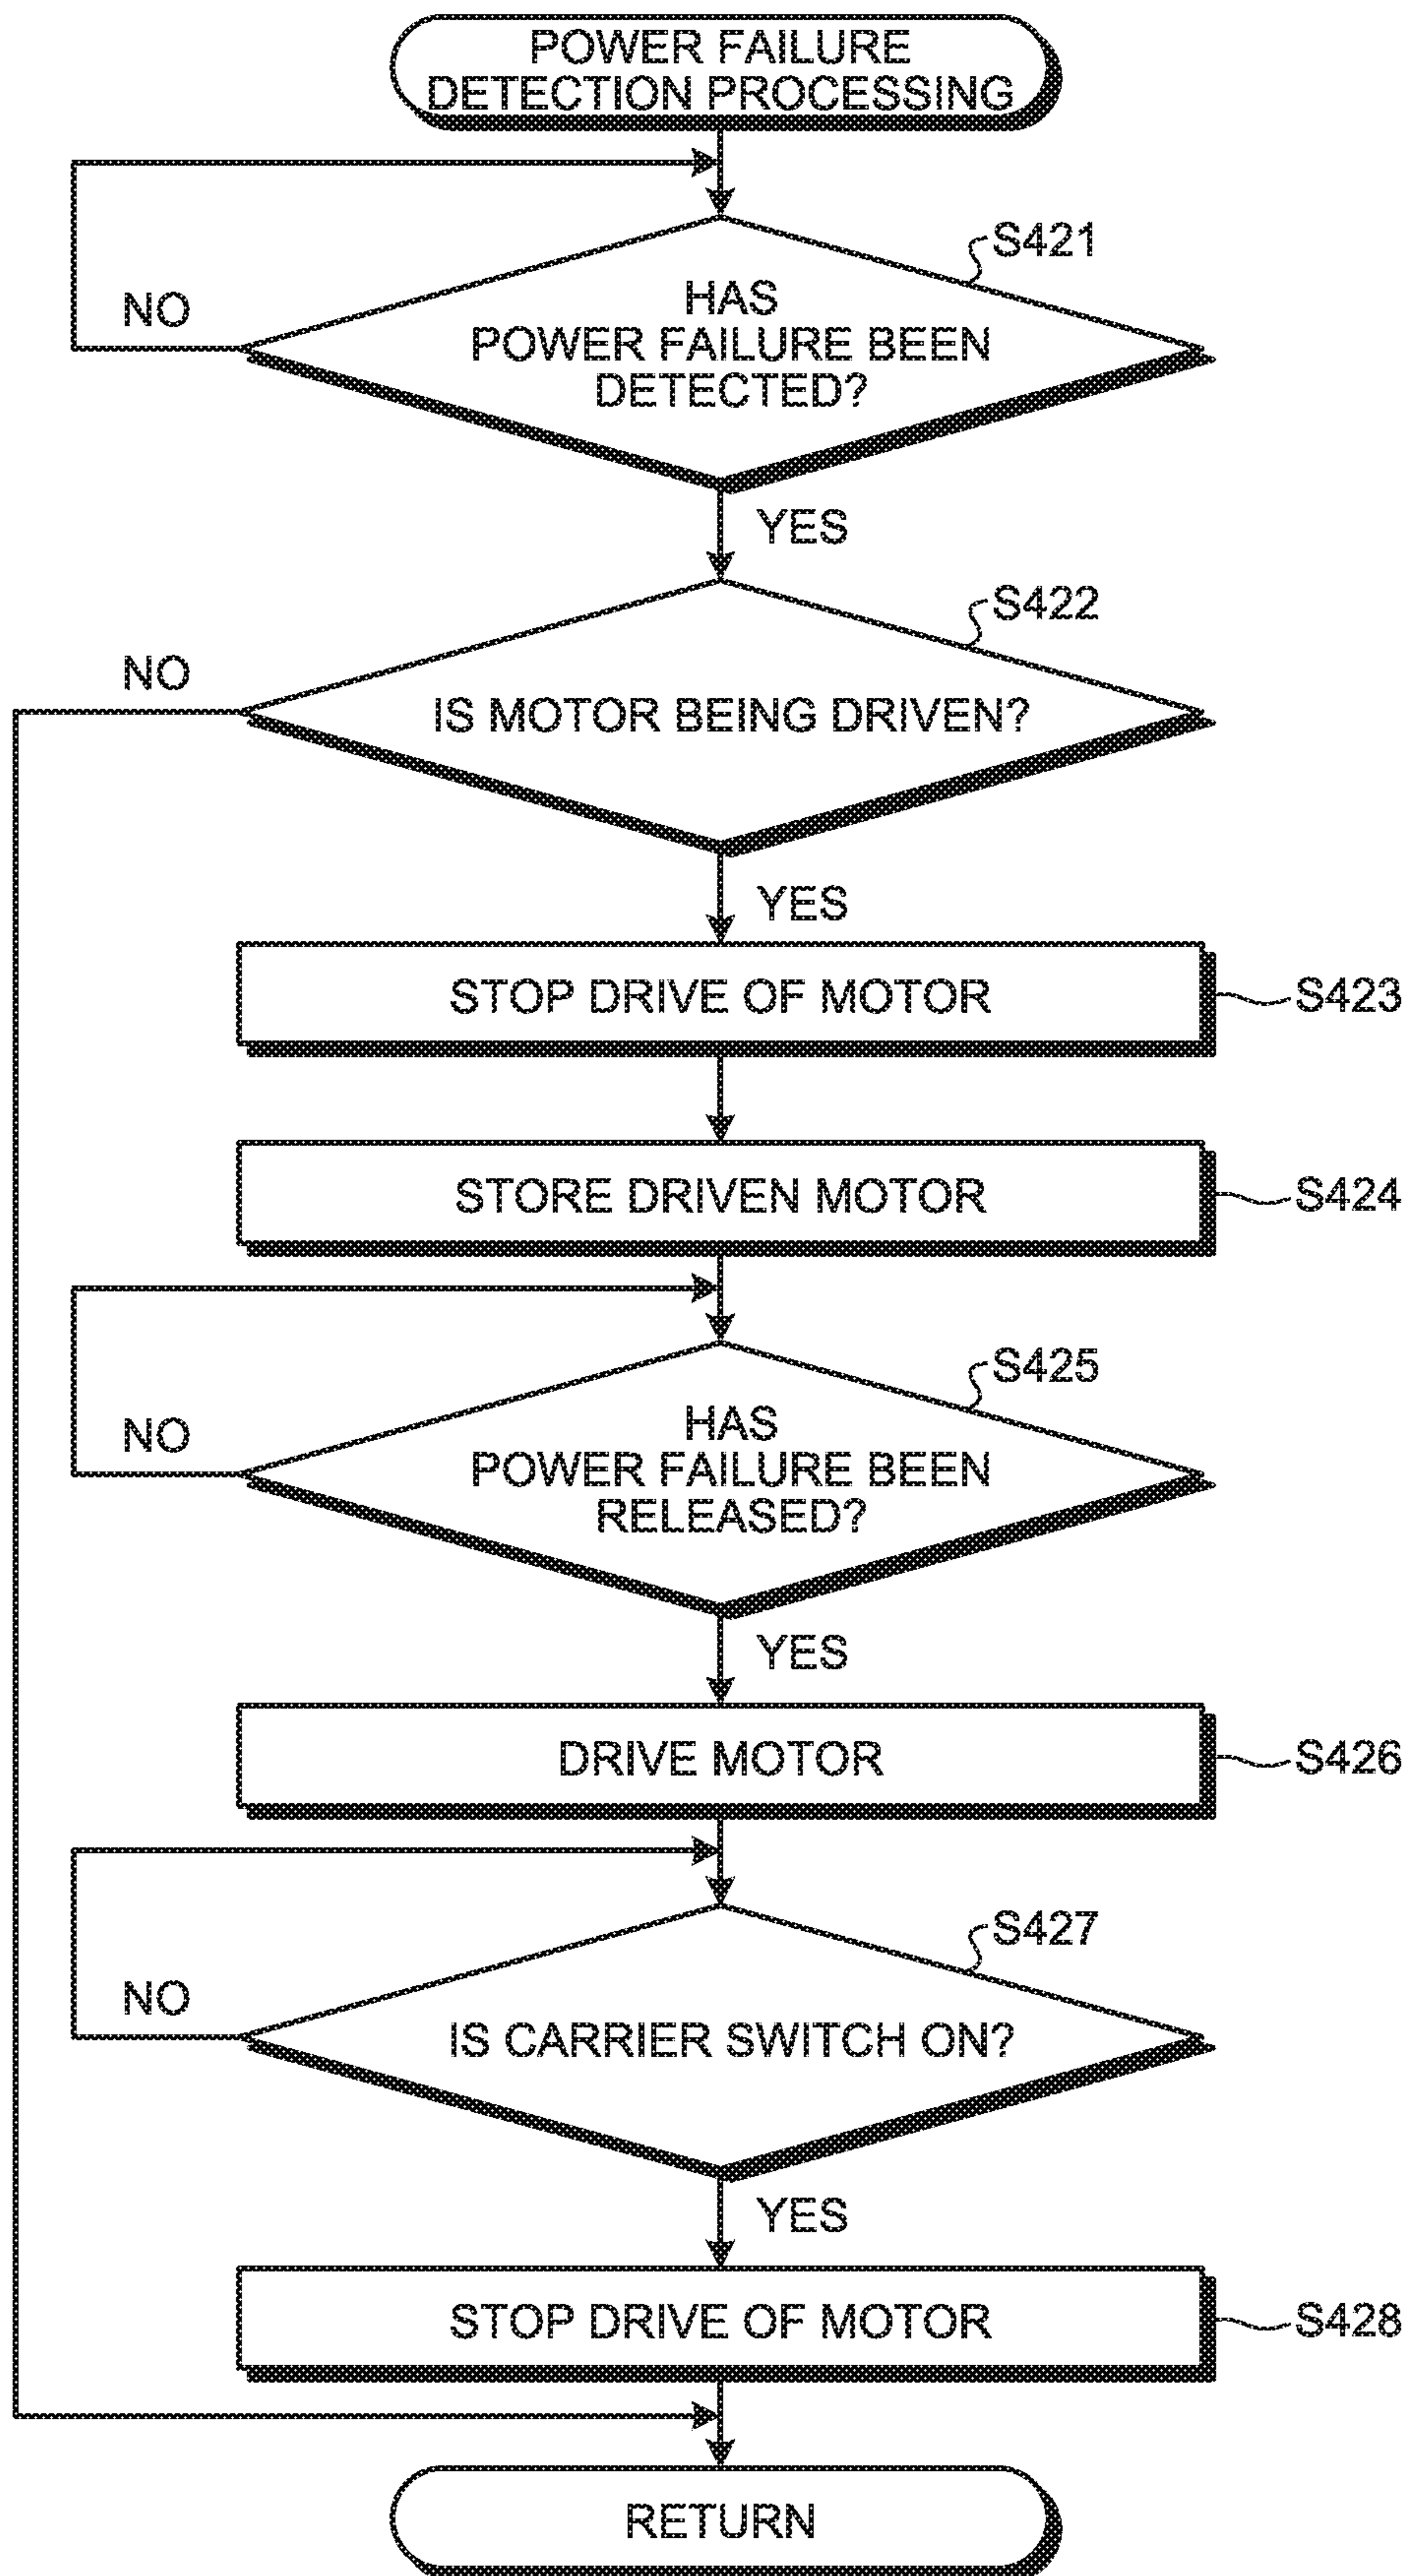 POWER FAILURE
DETECTION PROCESSING
S421
NO
HAS
POWER FAILURE BEEN
DETECTED?
YES
S422
NO
IS MOTOR BEING DRIVEN?
YES
STOP DRIVE OF MOTOR
S423
STORE DRIVEN MOTOR
S424
S425
NO
HAS
POWER FAILURE BEEN
RELEASED?
YES
DRIVE MOTOR
S426
S427
NO
IS CARRIER SWITCH ON?
YES
STOP DRIVE OF MOTOR
S428
RETURN